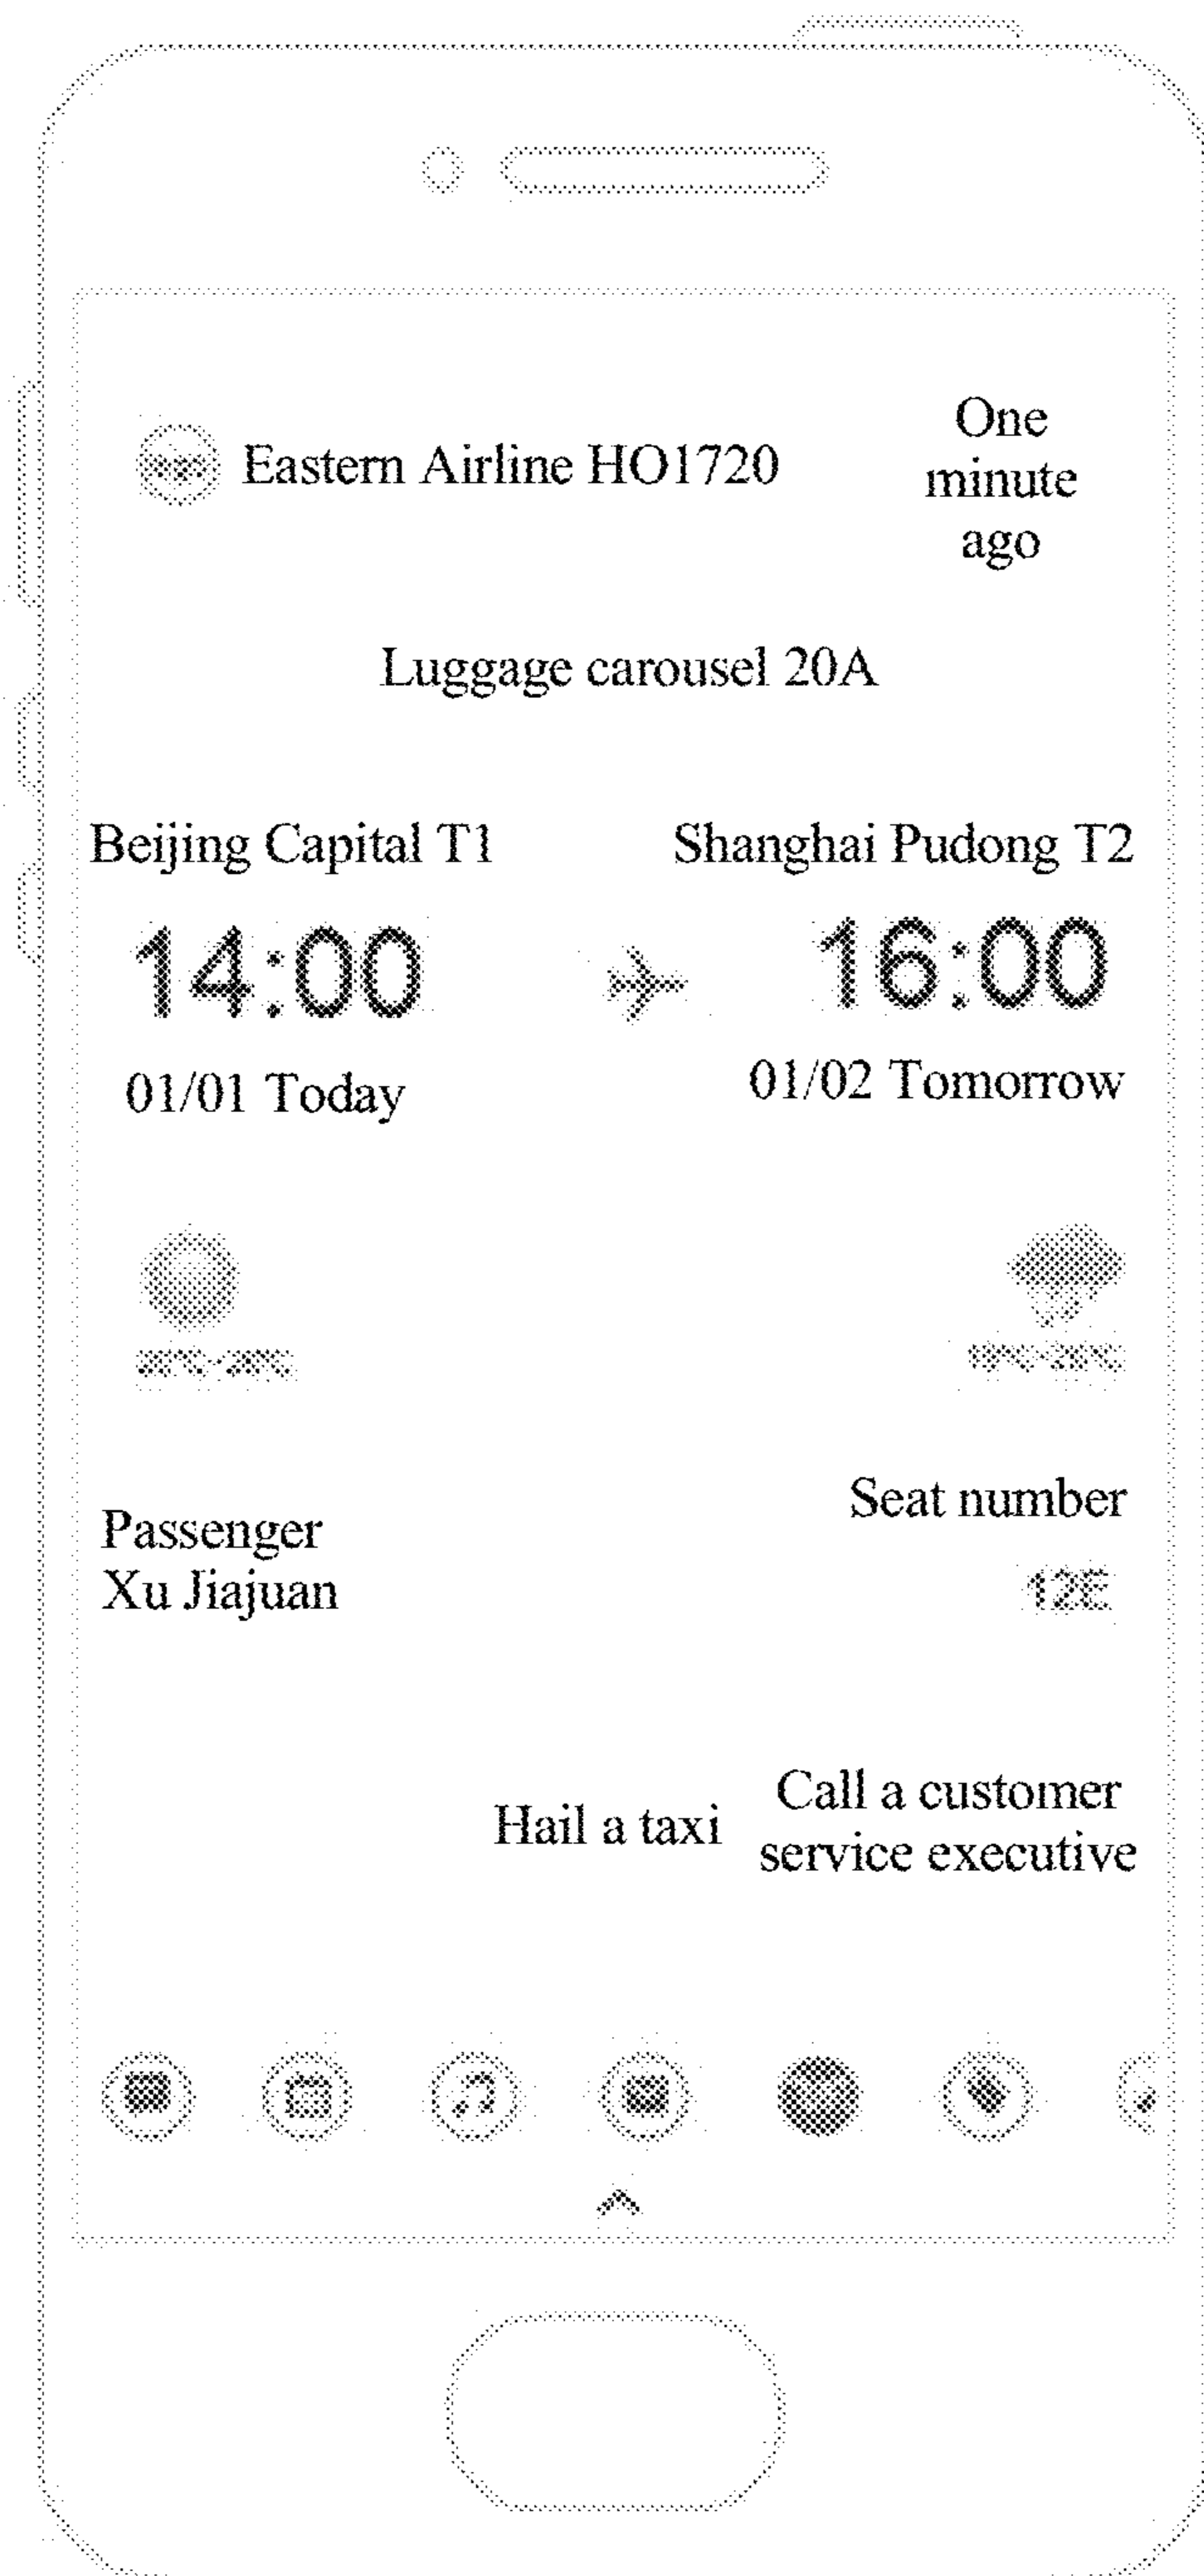 Eastern Airline HO1720
One
minute
ago
Luggage carousel 20A
Beijing Capital T1
Shanghai Pudong T2
14:00
16:00
01/01 Today
01/02 Tomorrow
Passenger
Xu Jiajuan
Seat number
12E
Hail a taxi
Call a customer
service executive